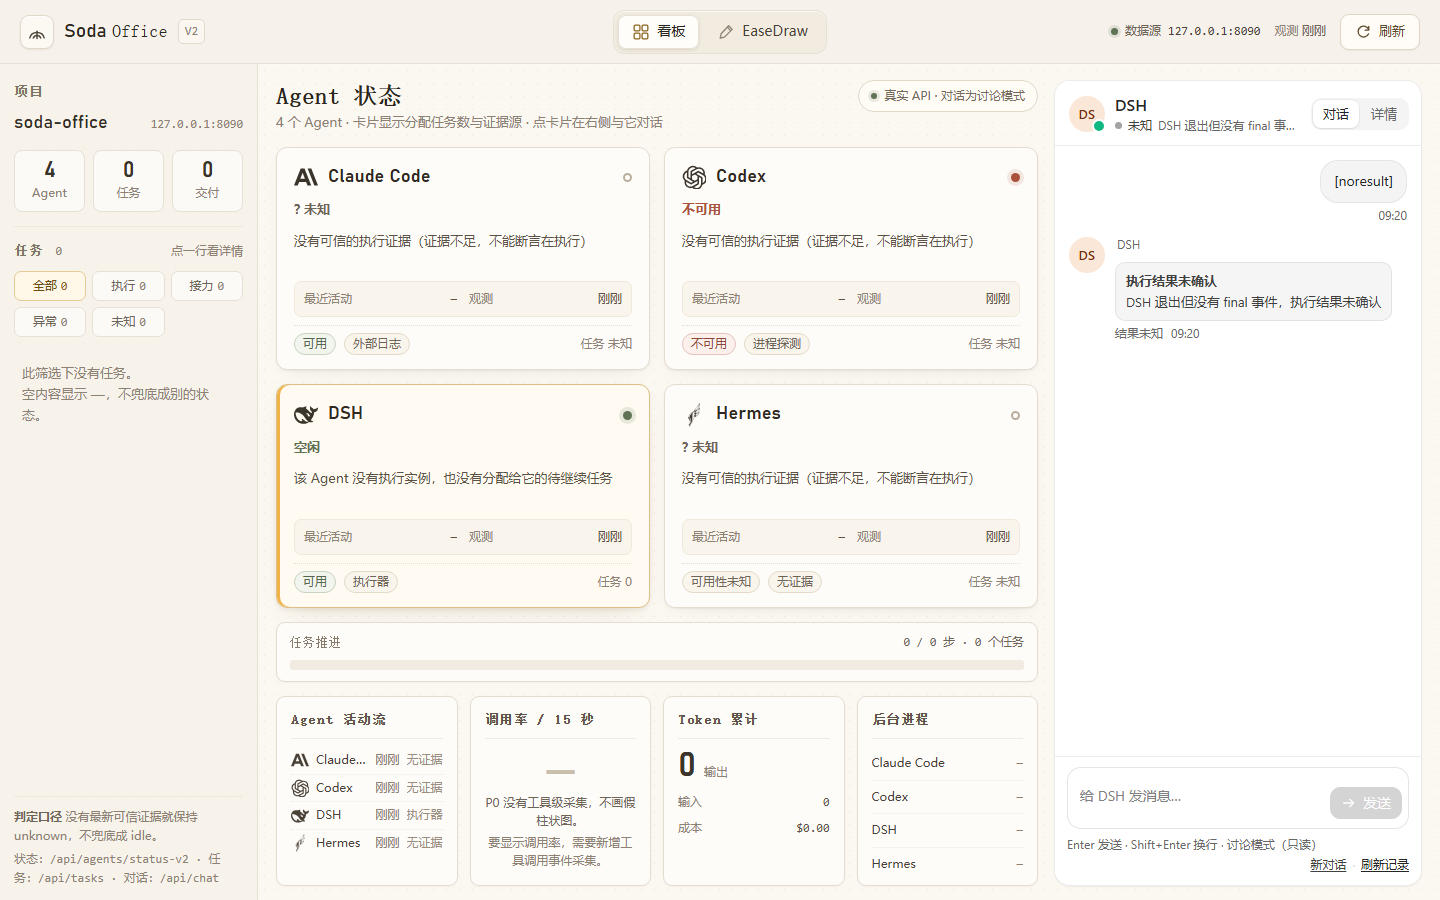 Soda Office V2
看板
EaseDraw
数据源 127.0.0.1:8090
观测 刚刚
刷新
项目
soda-office 127.0.0.1:8090
4 0 0
Agent 任务 交付
任务 0 点一行看详情
全部 0 执行 0 接力 0
异常 0 未知 0
此筛选下没有任务。
空内容显示 —，不兜底成别的状
态。
判定口径 没有最新可信证据就保持
unknown，不兜底成 idle。
状态: /api/agents/status-v2 · 任
务: /api/tasks · 对话: /api/chat
Agent 状态
4 个 Agent · 卡片显示分配任务数与证据源 · 点卡片在右侧与它对话
真实 API · 对话为讨论模式
Claude Code
? 未知
没有可信的执行证据（证据不足，不能断言在执行）
最近活动 — 观测 刚刚
可用 外部日志 任务 未知
Codex
不可用
没有可信的执行证据（证据不足，不能断言在执行）
最近活动 — 观测 刚刚
不可用 进程探测 任务 未知
DSH
空闲
该 Agent 没有执行实例，也没有分配给它的待继续任务
最近活动 — 观测 刚刚
可用 执行器 任务 0
Hermes
? 未知
没有可信的执行证据（证据不足，不能断言在执行）
最近活动 — 观测 刚刚
可用性未知 无证据 任务 未知
任务推进 0 / 0 步 · 0 个任务
Agent 活动流
Claude... 刚刚 无证据
Codex 刚刚 无证据
DSH 刚刚 执行器
Hermes 刚刚 无证据
调用率 / 15 秒
—
P0 没有工具级采集，不画假
柱状图。
要显示调用率，需要新增工
具调用事件采集。
Token 累计
0 输出
输入 0
成本 $0.00
后台进程
Claude Code —
Codex —
DSH —
Hermes —
DS
DSH
未知 DSH 退出但没有 final 事...
对话 详情
[noresult]
09:20
DS
DSH
执行结果未确认
DSH 退出但没有 final 事件，执行结果未确认
结果未知 09:20
给 DSH 发消息...
→ 发送
Enter 发送 · Shift+Enter 换行 · 讨论模式（只读）
新对话 · 刷新记录